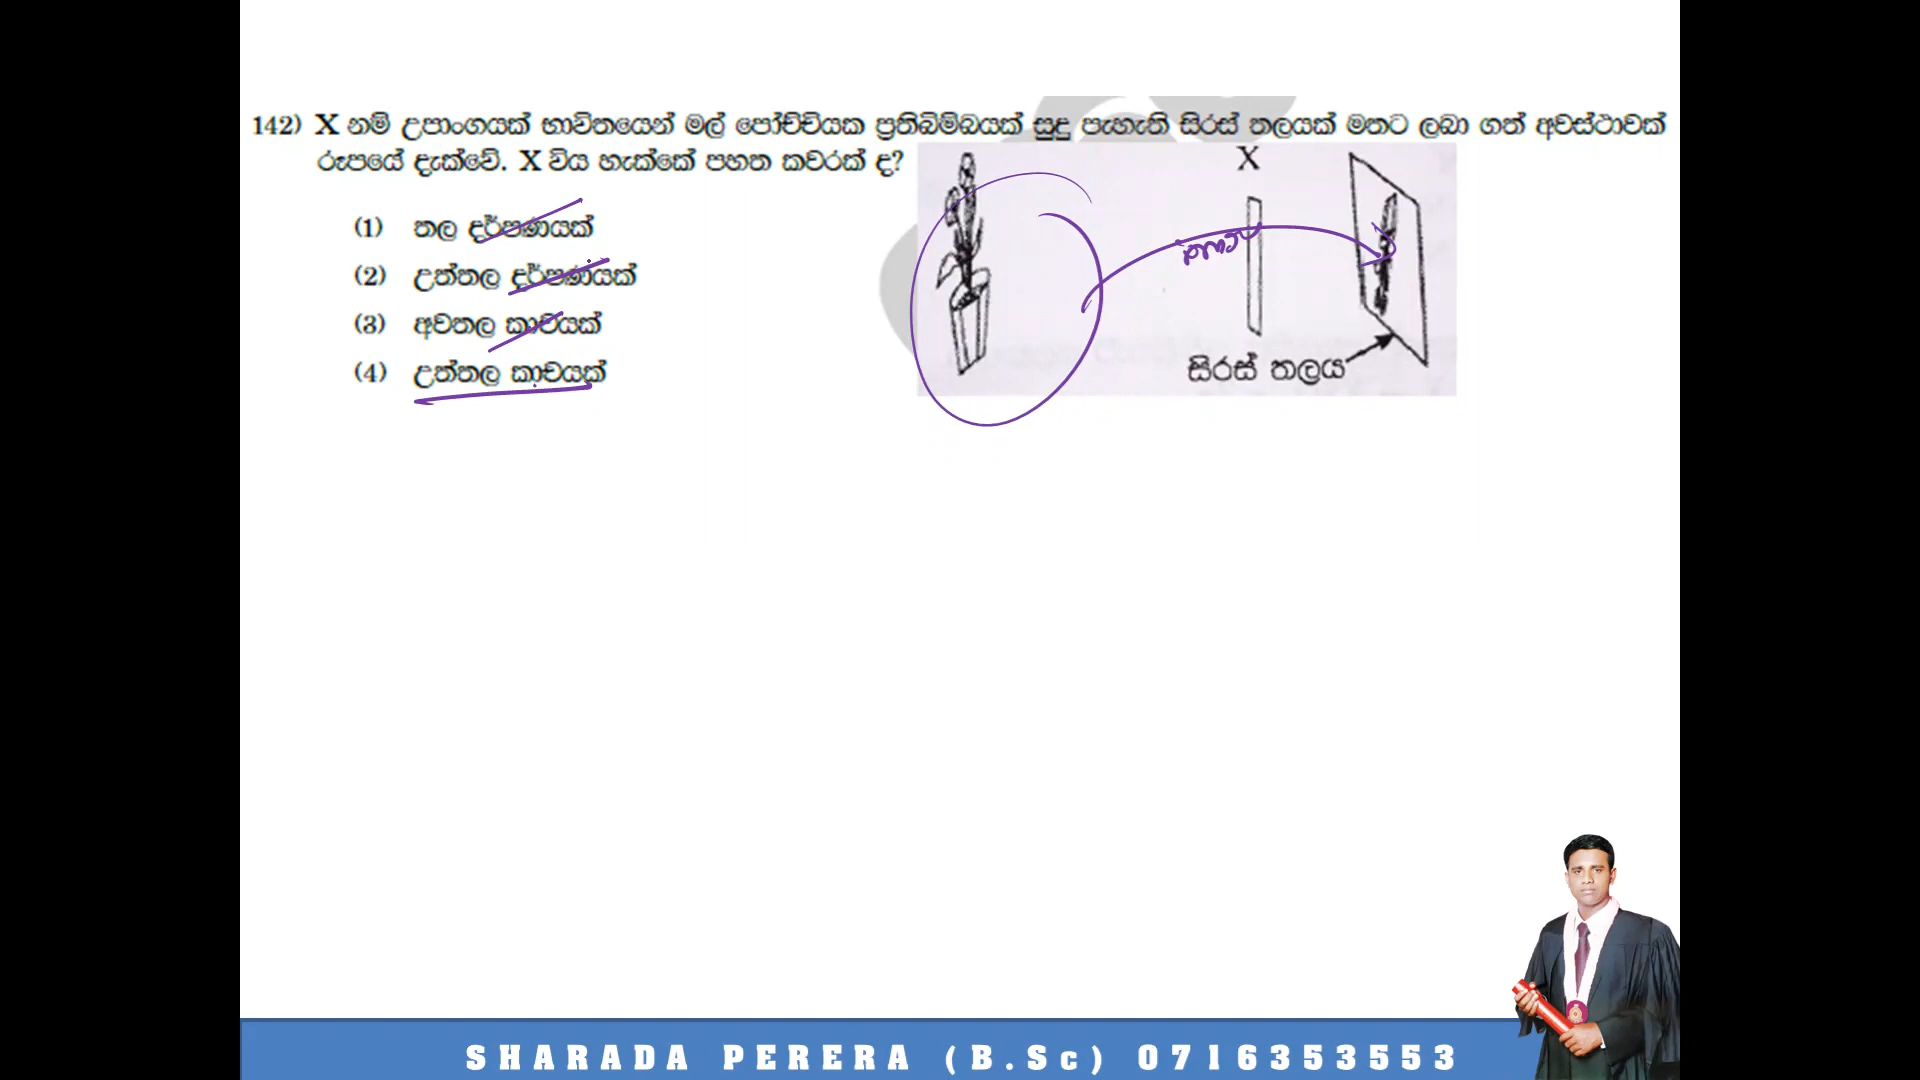 142) X නම් උපාංගයක් භාවිතයෙන් මල් පෝච්චියක ප්‍රතිබිම්බයක් සුදු පැහැති සිරස් තලයක් මතට ලබා ගත් අවස්ථාවක්
රූපයේ දැක්වේ. X විය හැක්කේ පහත කවරක් ද?
(1) තල දර්පණයක්
(2) උත්තල දර්පණයක්
(3) අවතල කාචයක්
(4) උත්තල කාචයක්
X
සිරස් තලය
SHARADA PERERA (B.Sc) 0716353553